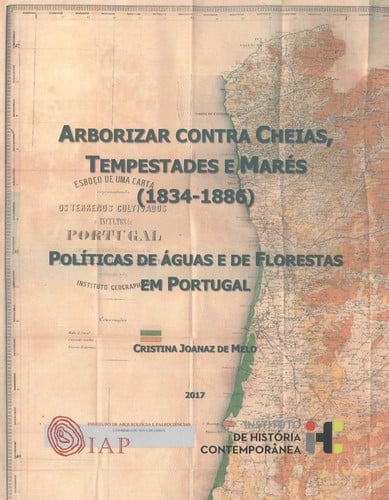 ARBORIZAR CONTRA CHEIAS,
TEMPESTADES E MARÉS
(1834-1886)
ESBOÇO DE UMA CARTA
OS TERRENOS CULTIVADOS
PORTUGAL
POLÍTICAS DE ÁGUAS E DE FLORESTAS
INSTITUTO GEOGRAPHICO
EM PORTUGAL
CRISTINA JOANAZ DE MELO
2017
INSTITUTO DE ARQUEOLOGIA E PALEOCIÊNCIAS
IAP
INSTITUTO
DE HISTÓRIA
CONTEMPORÂNEA